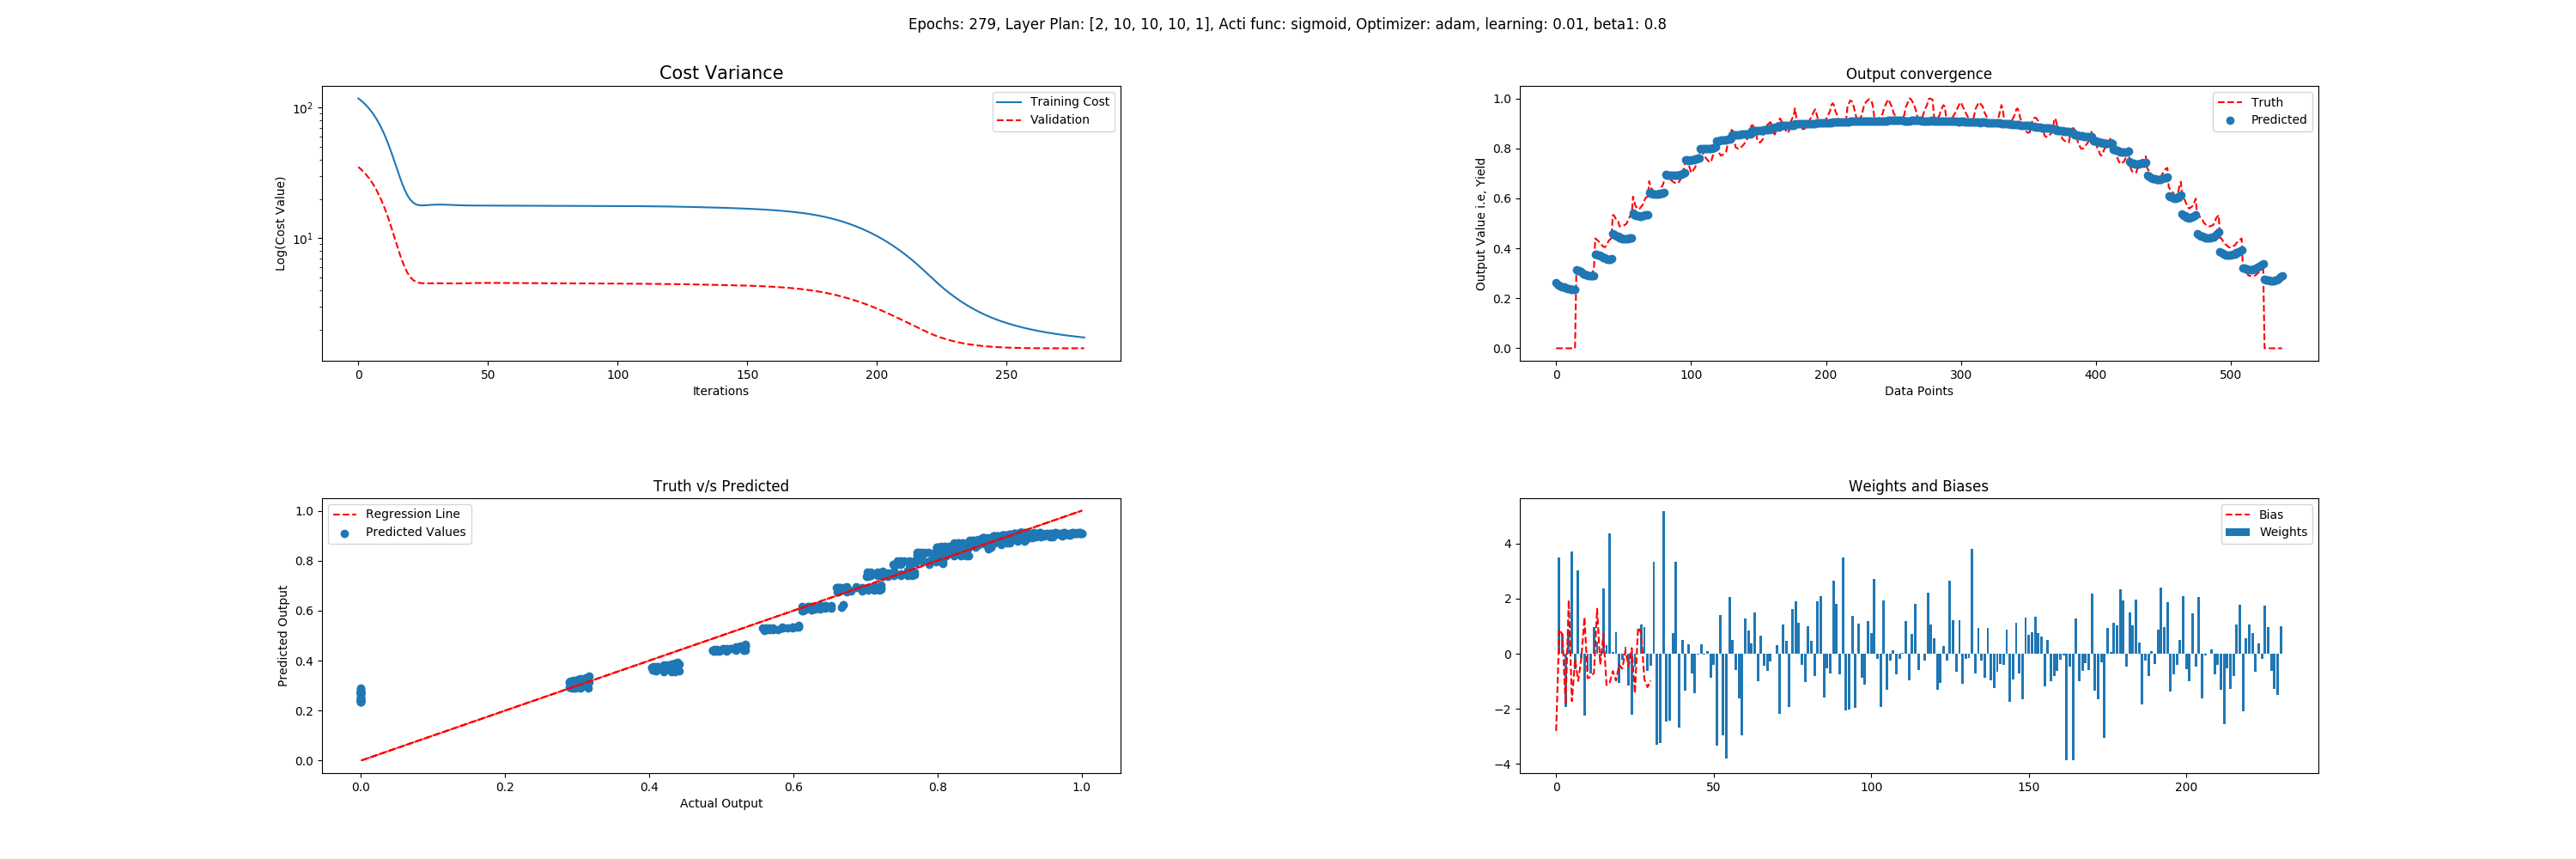 Epochs: 279, Layer Plan: [2, 10, 10, 10, 1], Acti func: sigmoid, Optimizer: adam, learning: 0.01, beta1: 0.8
Cost Variance
Training Cost
Validation
10^2
10^1
Log(Cost Value)
0 50 100 150 200 250
Iterations
Output convergence
Truth
Predicted
1.0
0.8
0.6
0.4
0.2
0.0
Output Value i.e, Yield
0 100 200 300 400 500
Data Points
Truth v/s Predicted
Regression Line
Predicted Values
1.0
0.8
0.6
0.4
0.2
0.0
Predicted Output
0.0 0.2 0.4 0.6 0.8 1.0
Actual Output
Weights and Biases
Bias
Weights
4
2
0
−2
−4
0 50 100 150 200